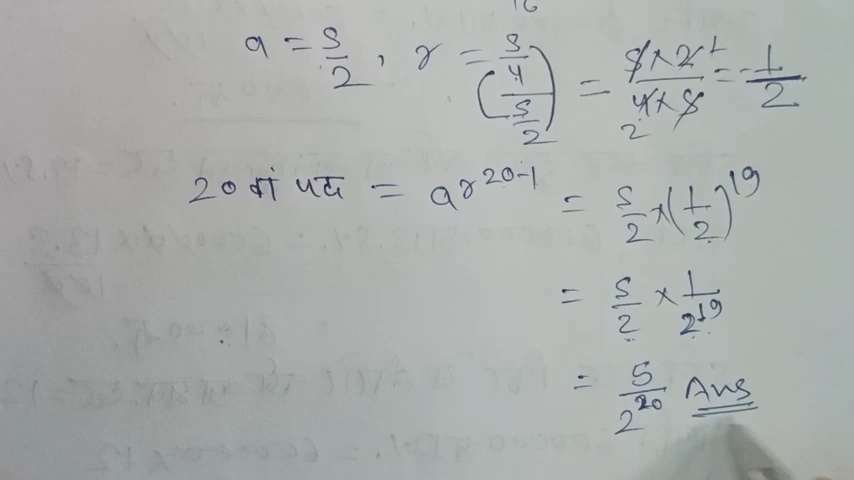 16
a = 5/2, r = (5/4)/(5/2) = (5×2)/(4×5) = 1/2
20 वां पद = ar^20-1 = 5/2 × (1/2)^19
= 5/2 × 1/2^19
= 5/2^20 Ans